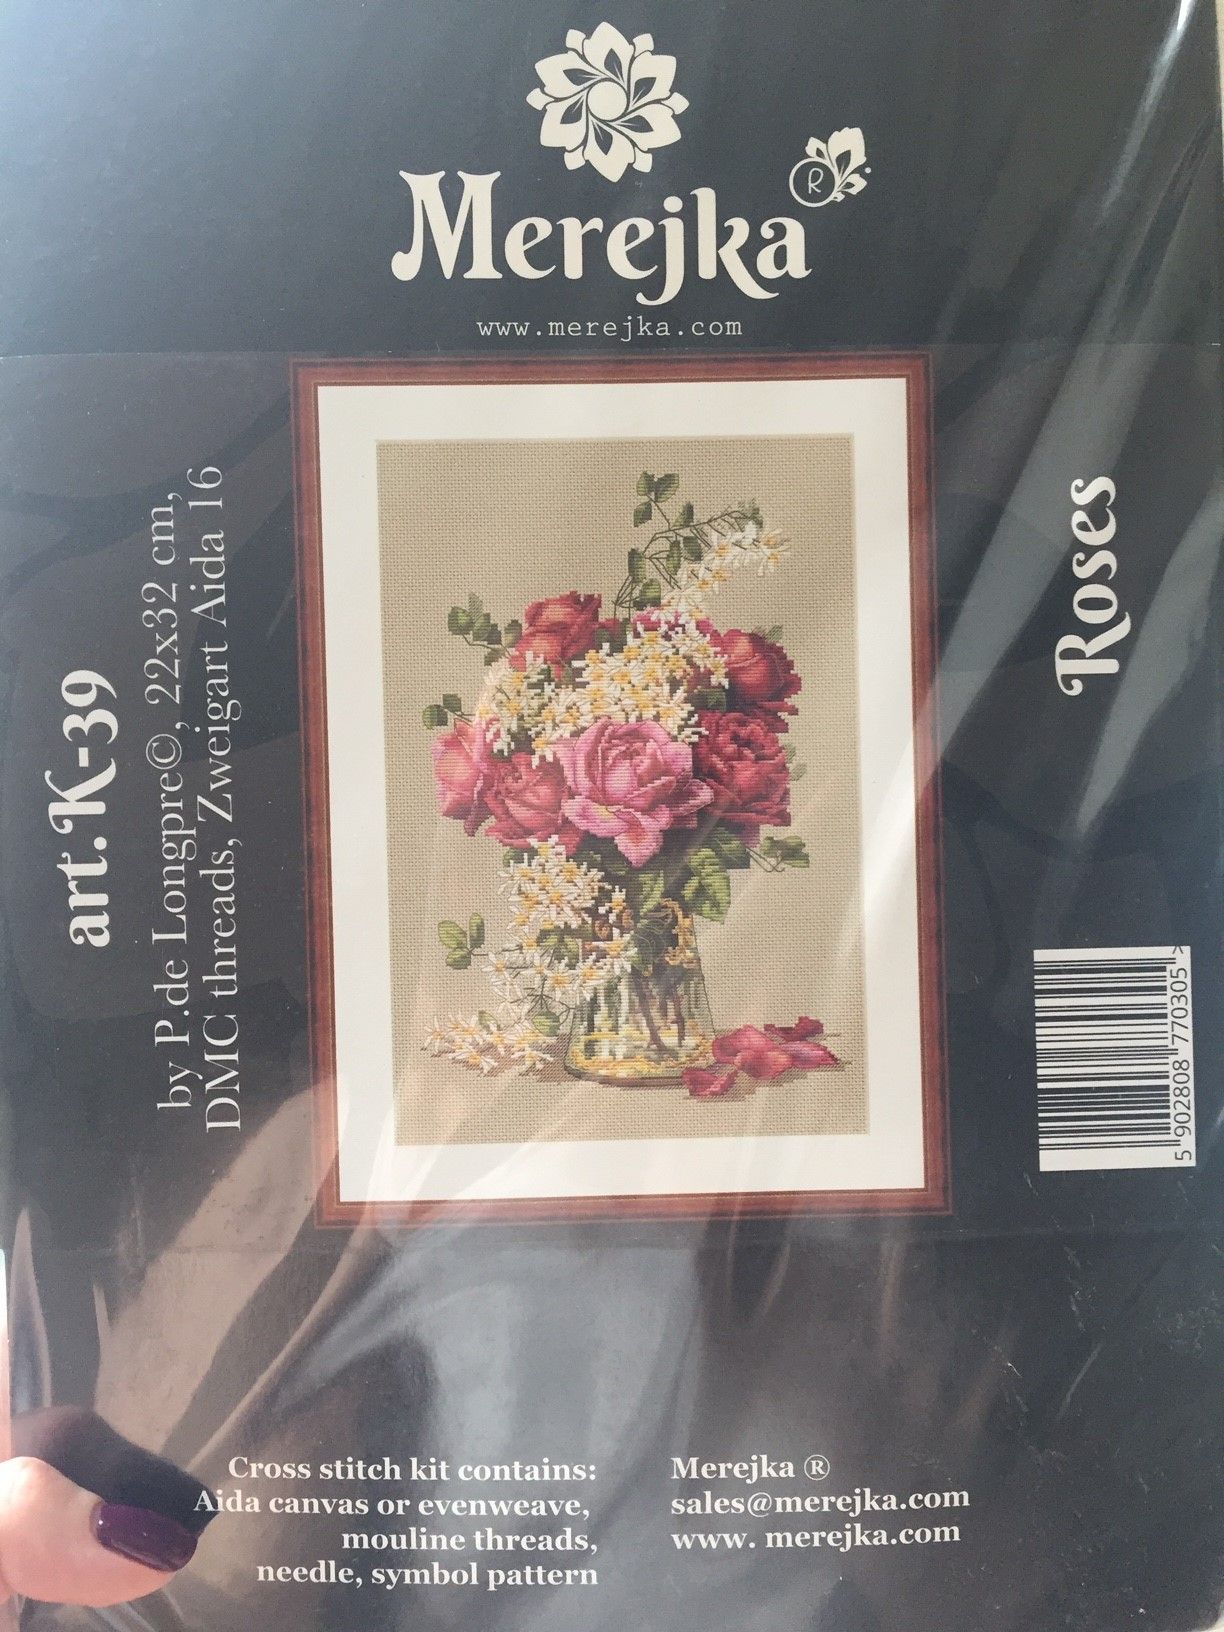 Merejka
R
www.merejka.com
art.K-39
by P.de Longpre©, 22x32 cm,
DMC threads, Zweigart Aida 16
Roses
5 902808 770305 >
Cross stitch kit contains:
Aida canvas or evenweave,
mouline threads,
needle, symbol pattern
Merejka ®
sales@merejka.com
www. merejka.com